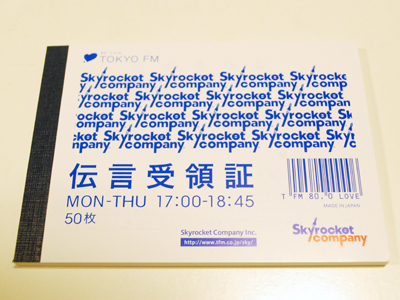 TOKYO FM
Skyrocket Skyrocket Skyrocket
company company company
Skyrocket Skyrocket Skyrocket
company company company
Skyrocket Skyrocket Skyrocket
company company company
Skyrocket Skyrocket Skyrocket
company company company
伝言受領証
MON-THU 17:00-18:45
50枚
T FM 80.0 LOVE
MADE IN JAPAN
Skyrocket Company Inc.
http://www.tfm.co.jp/sky/
Skyrocket
company